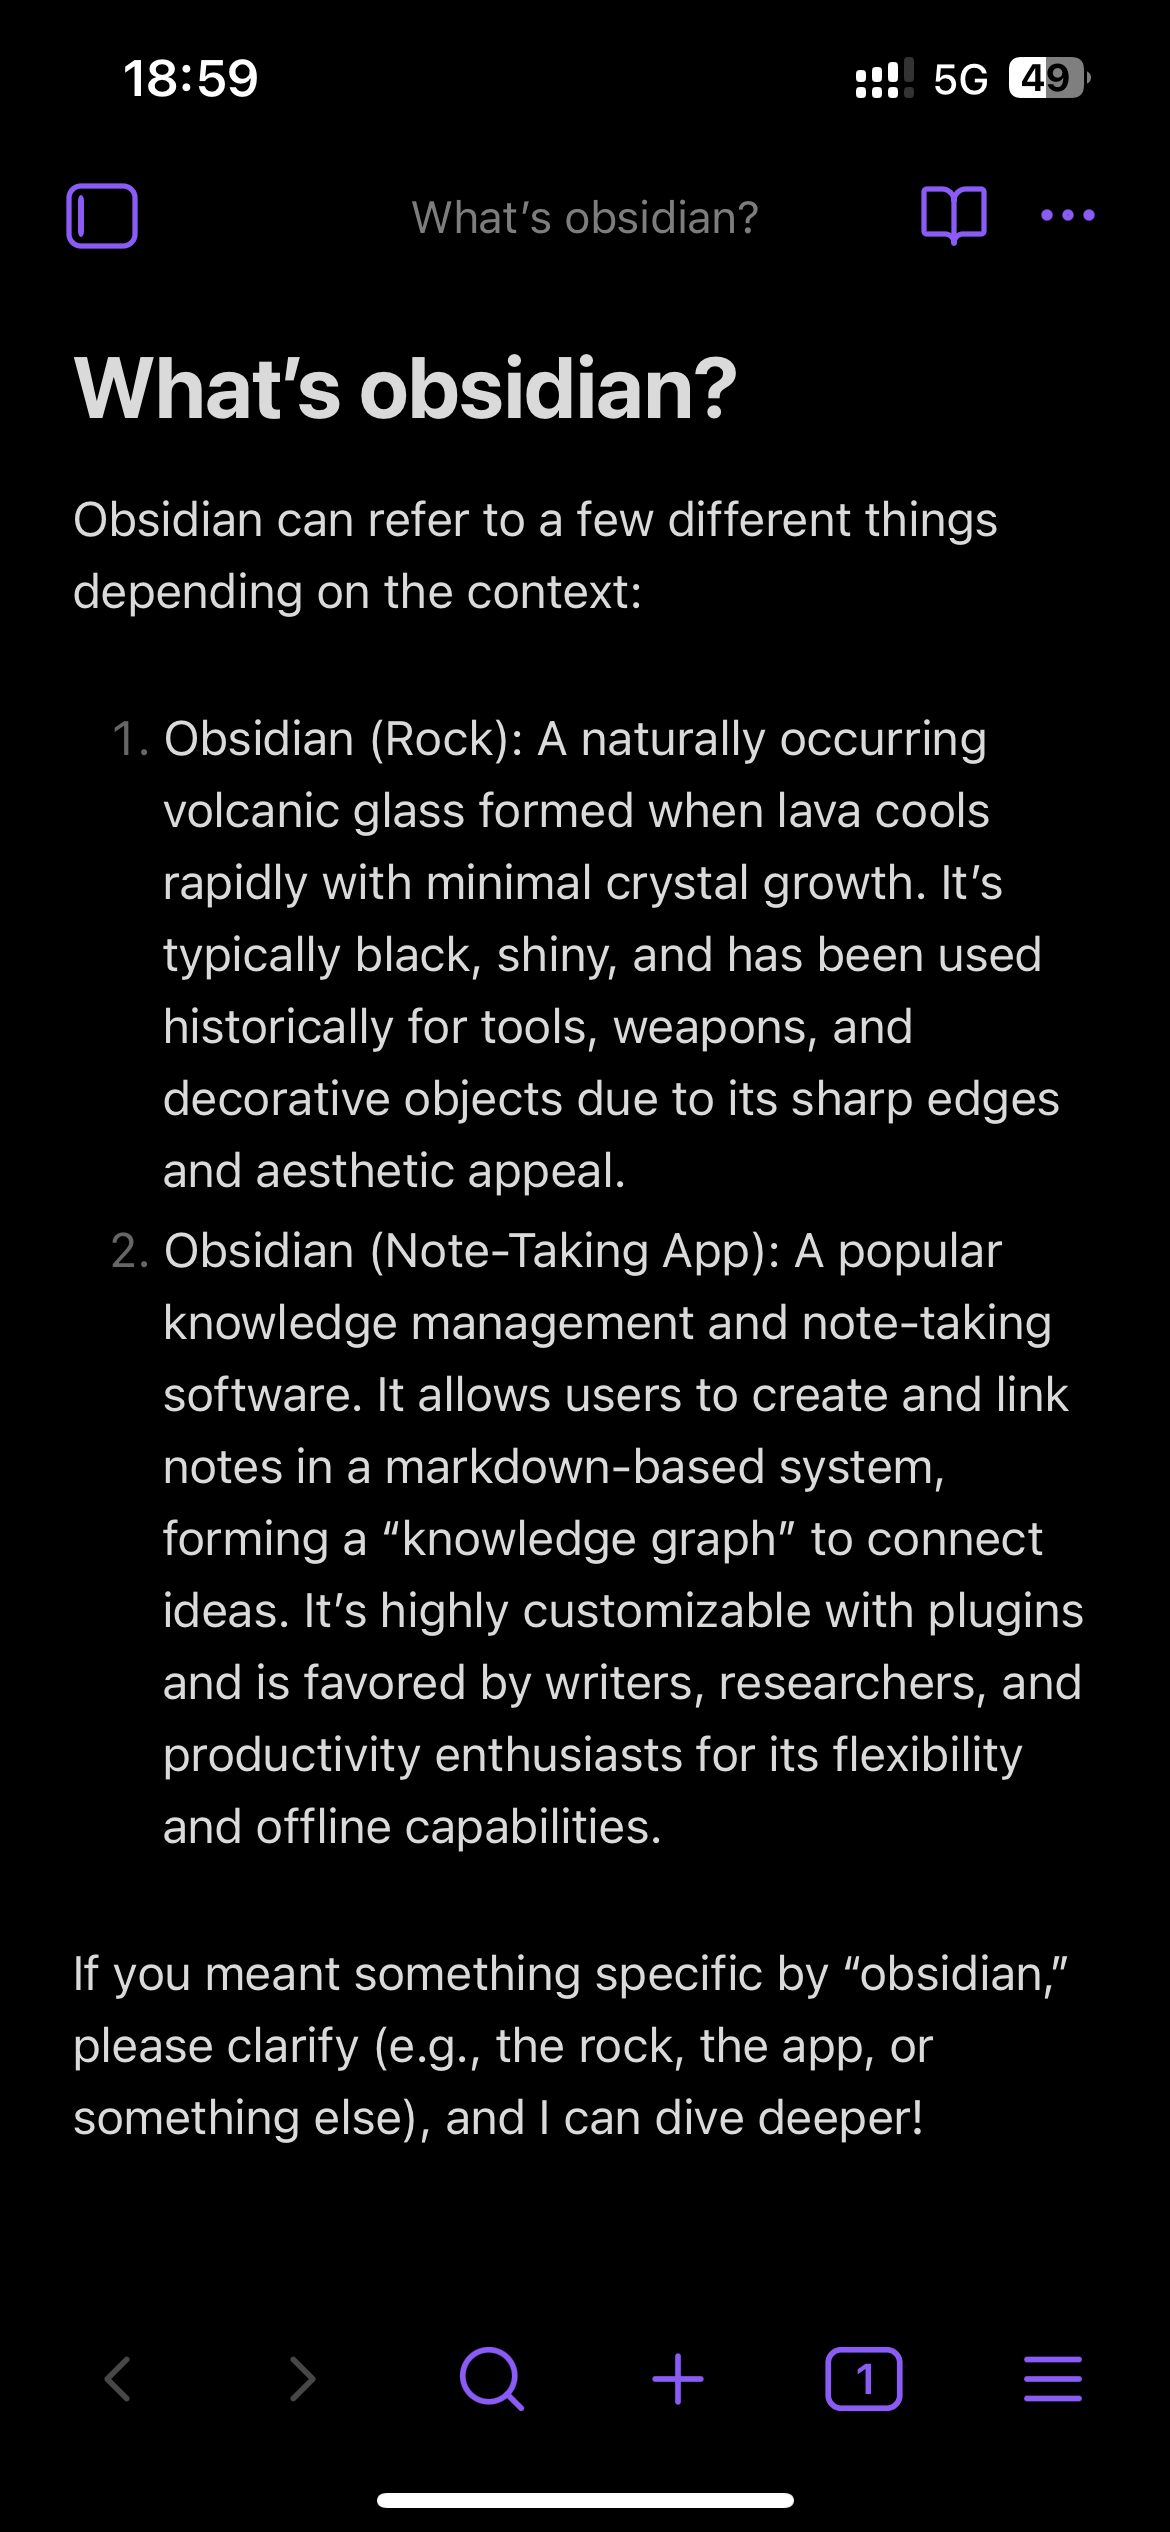 18:59
5G
49
What’s obsidian?
What’s obsidian?
Obsidian can refer to a few different things
depending on the context:
1. Obsidian (Rock): A naturally occurring
volcanic glass formed when lava cools
rapidly with minimal crystal growth. It’s
typically black, shiny, and has been used
historically for tools, weapons, and
decorative objects due to its sharp edges
and aesthetic appeal.
2. Obsidian (Note-Taking App): A popular
knowledge management and note-taking
software. It allows users to create and link
notes in a markdown-based system,
forming a “knowledge graph” to connect
ideas. It’s highly customizable with plugins
and is favored by writers, researchers, and
productivity enthusiasts for its flexibility
and offline capabilities.
If you meant something specific by “obsidian,”
please clarify (e.g., the rock, the app, or
something else), and I can dive deeper!
1